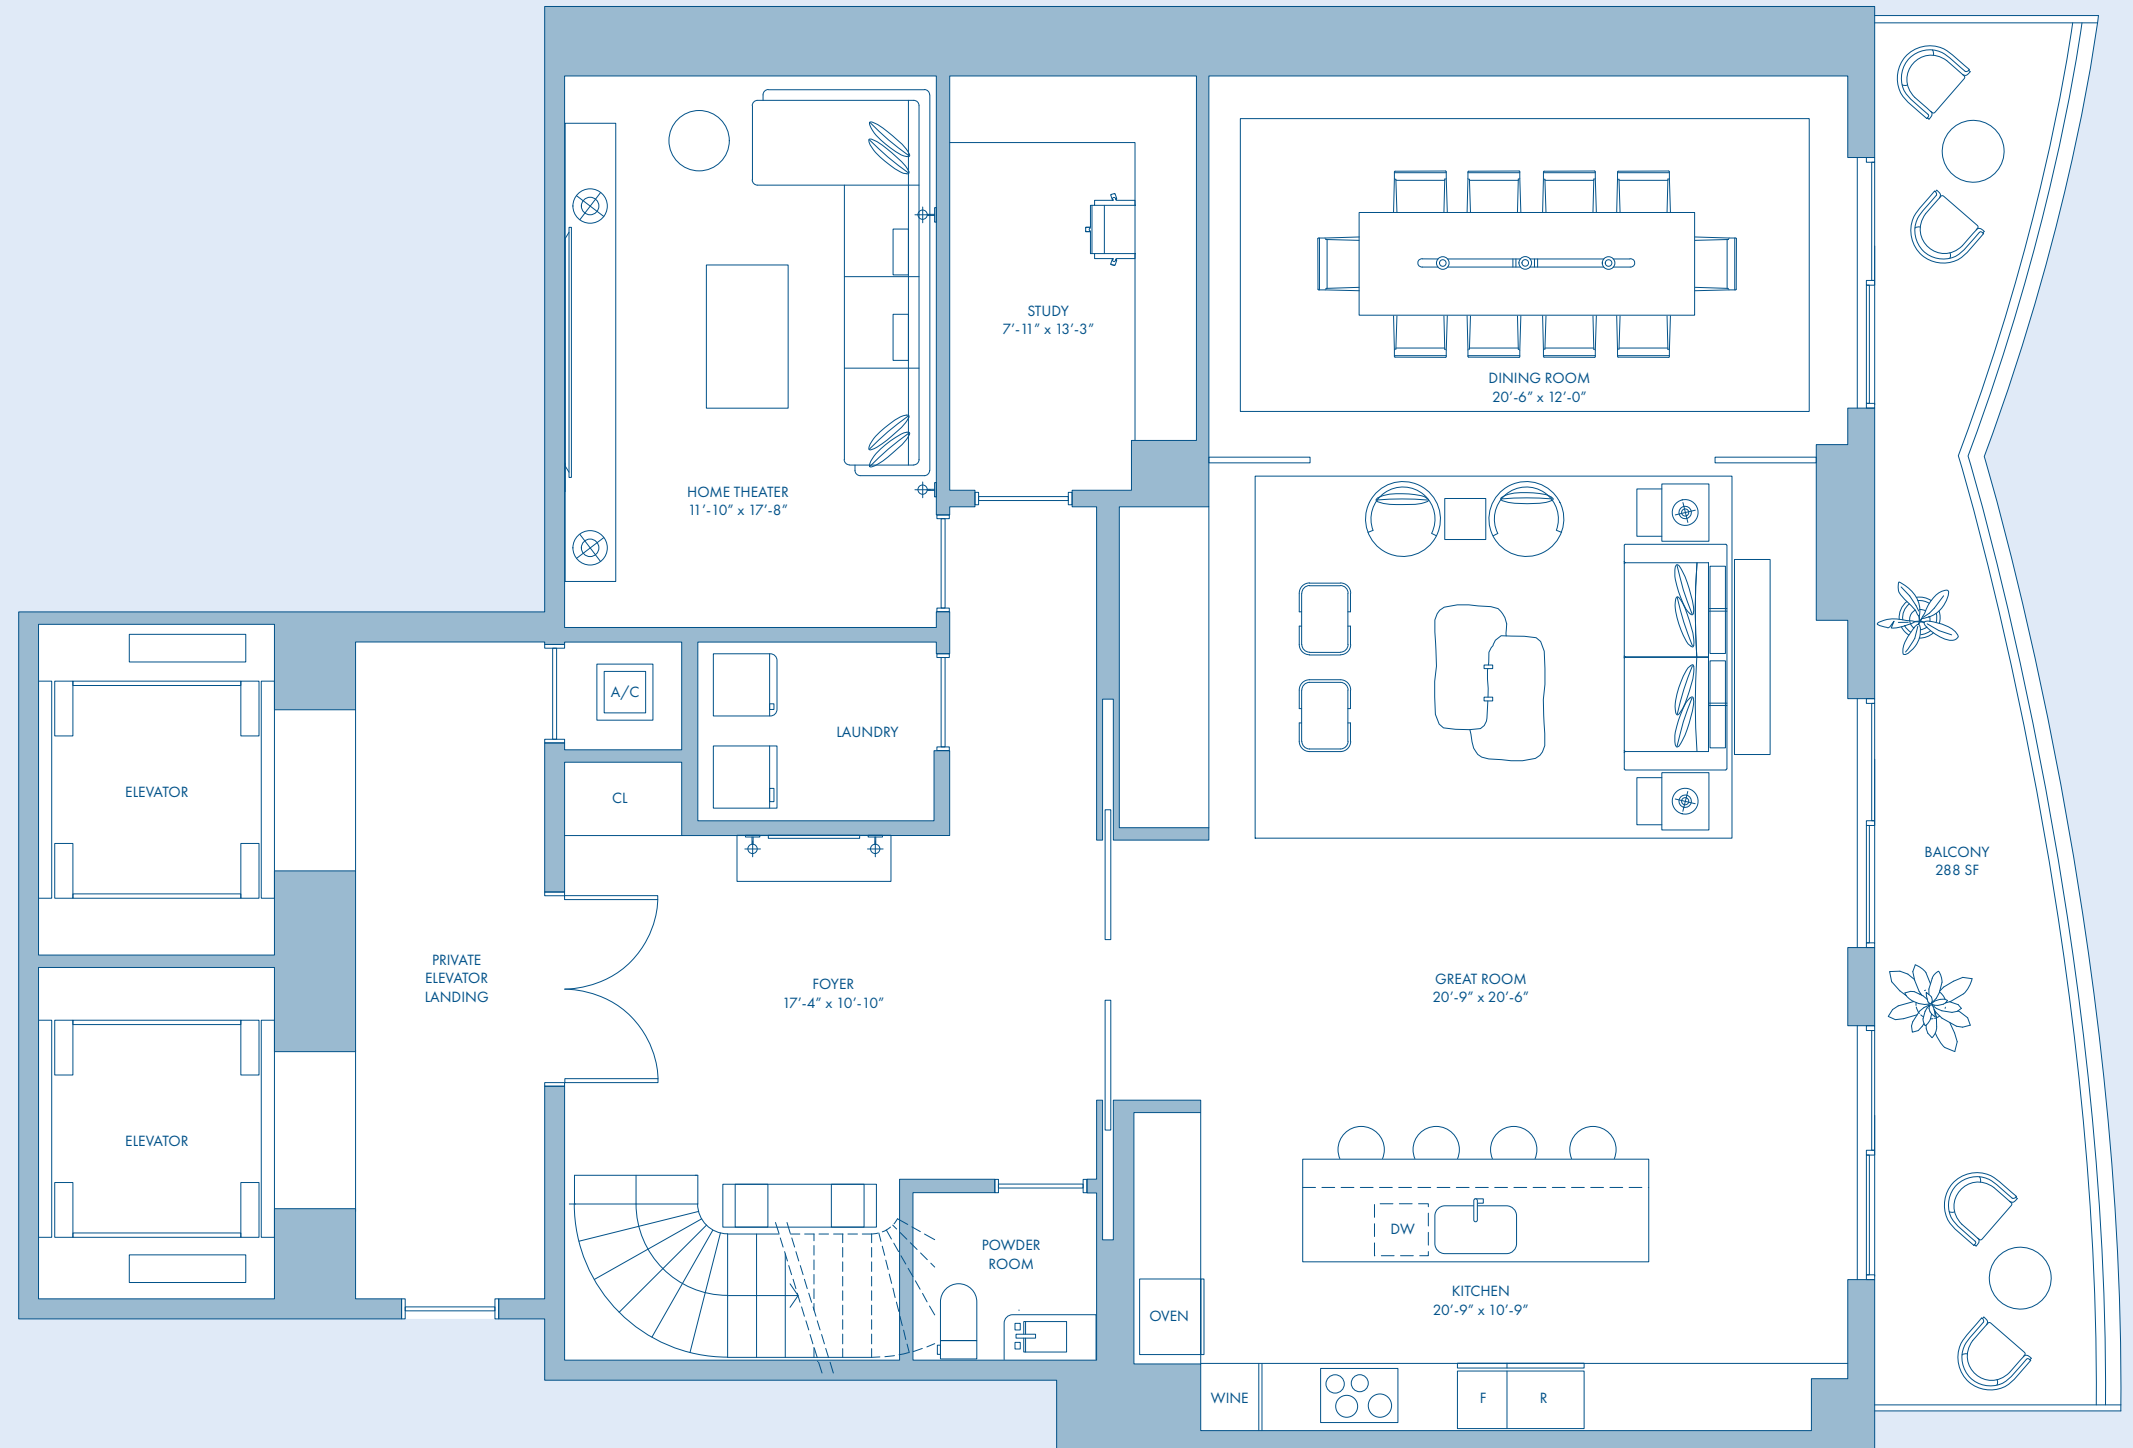 STUDY
7’-11” x 13’-3”
DINING ROOM
20’-6” x 12’-0”
HOME THEATER
11’-10” x 17’-8”
A/C
LAUNDRY
CL
ELEVATOR
BALCONY
288 SF
PRIVATE
ELEVATOR
LANDING
FOYER
17’-4” x 10’-10”
GREAT ROOM
20’-9” x 20’-6”
ELEVATOR
DW
POWDER
ROOM
KITCHEN
20’-9” x 10’-9”
OVEN
WINE
F
R